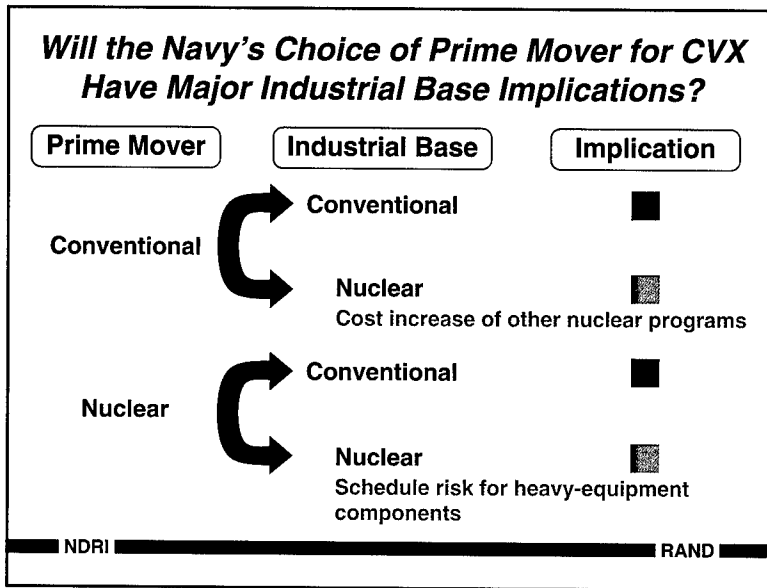 Will the Navy's Choice of Prime Mover for CVX
Have Major Industrial Base Implications?
Prime Mover
Industrial Base
Implication
Conventional
Conventional
Nuclear
Cost increase of other nuclear programs
Nuclear
Conventional
Nuclear
Schedule risk for heavy-equipment
components
NDRI
RAND